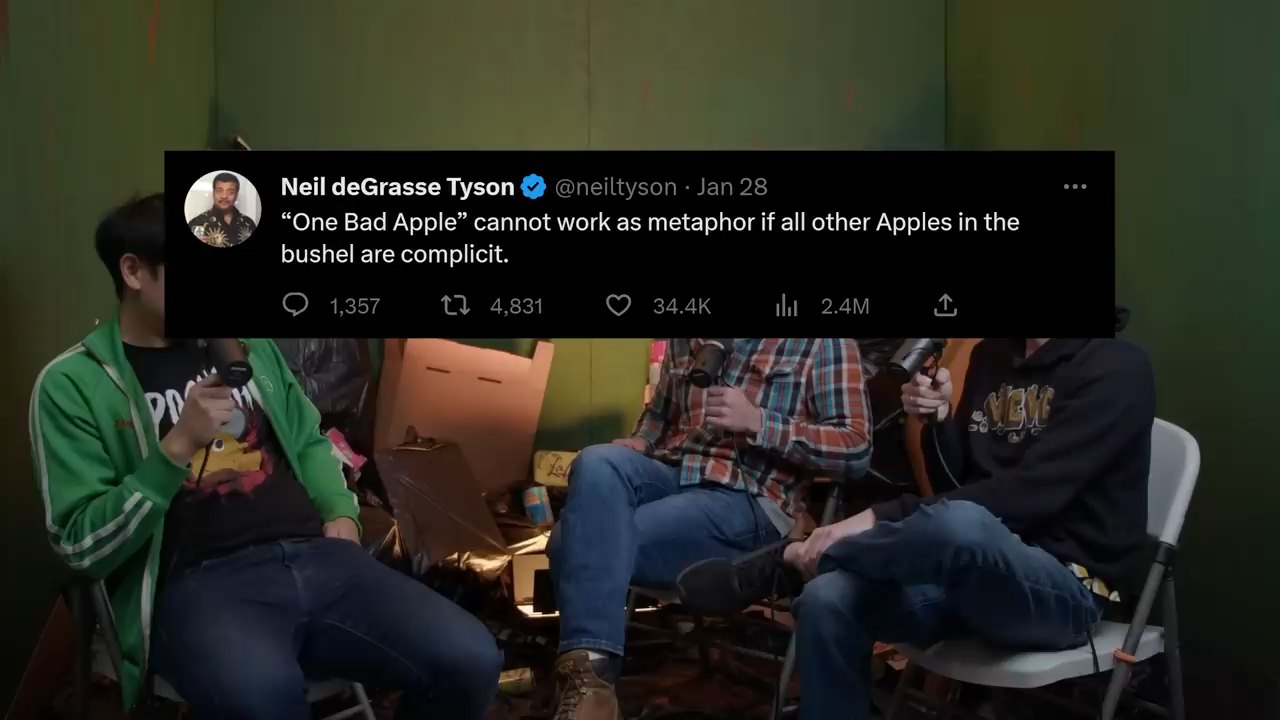 Neil deGrasse Tyson @neiltyson · Jan 28
“One Bad Apple” cannot work as metaphor if all other Apples in the
bushel are complicit.
1,357 4,831 34.4K 2.4M